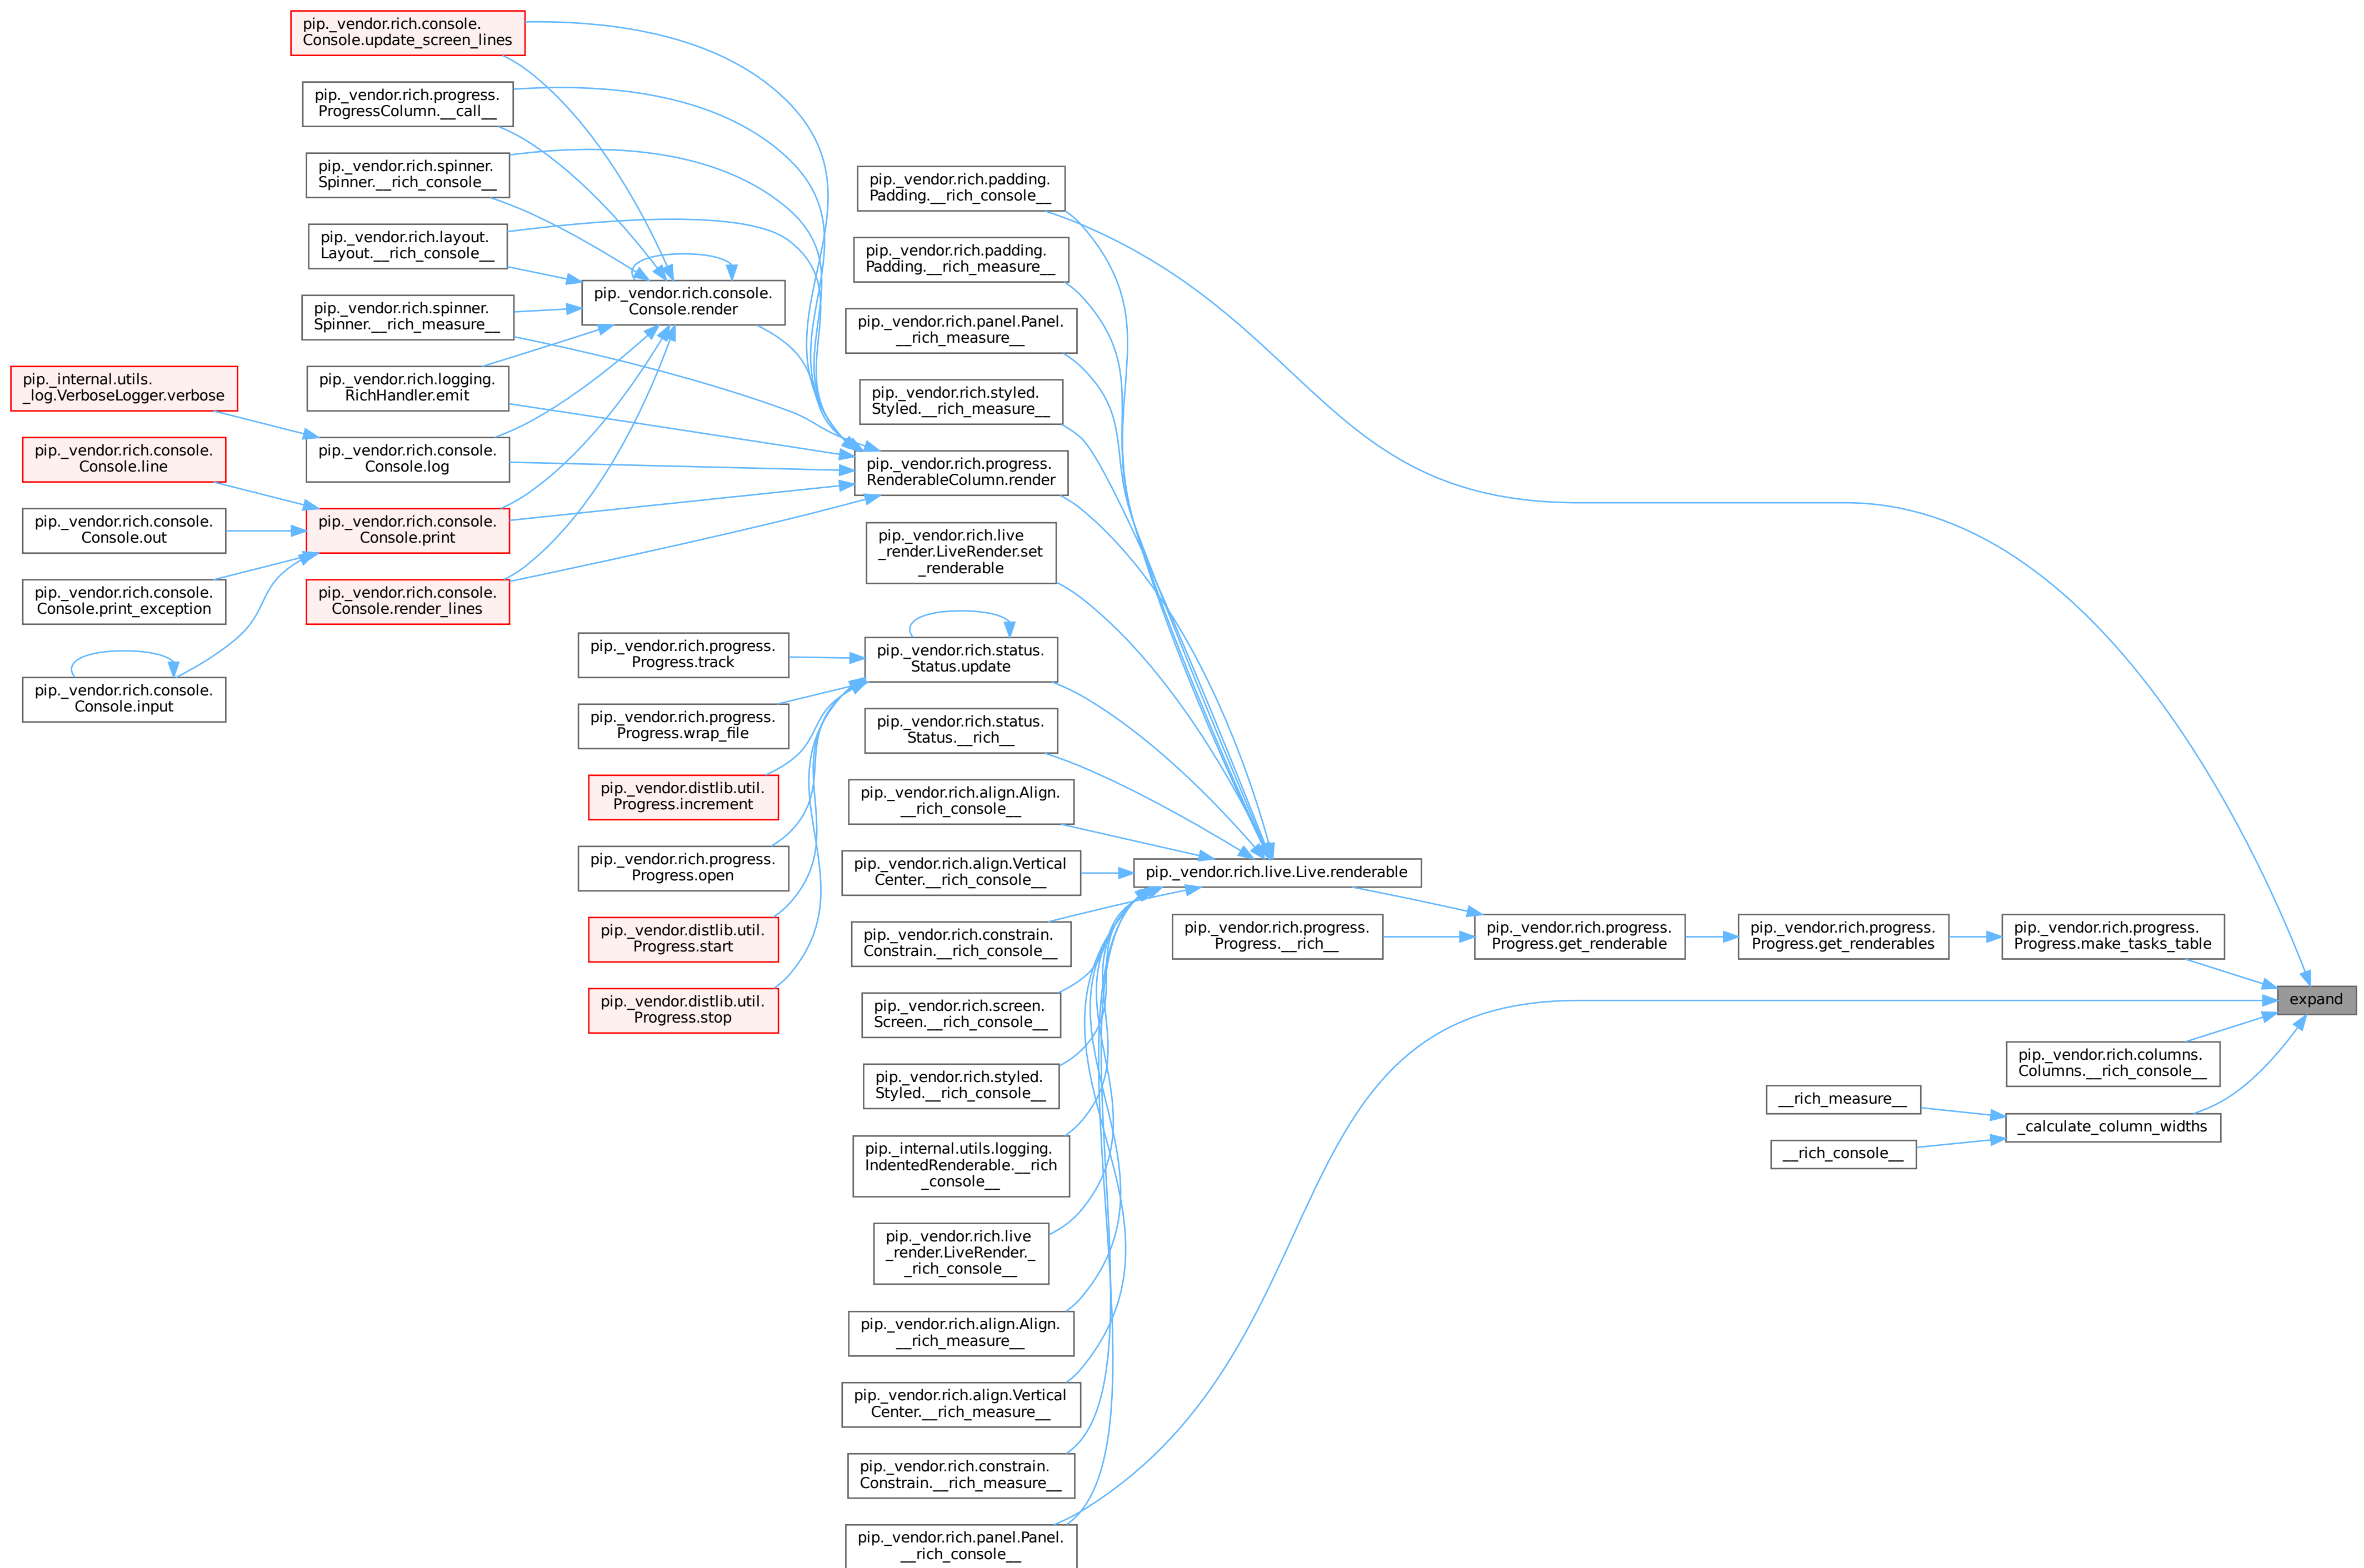 pip._vendor.rich.console.
Console.update_screen_lines
pip._vendor.rich.progress.
ProgressColumn.__call__
pip._vendor.rich.spinner.
Spinner.__rich_console__
pip._vendor.rich.layout.
Layout.__rich_console__
pip._vendor.rich.spinner.
Spinner.__rich_measure__
pip._vendor.rich.logging.
RichHandler.emit
pip._vendor.rich.console.
Console.log
pip._vendor.rich.console.
Console.print
pip._vendor.rich.console.
Console.render_lines
pip._internal.utils.
_log.VerboseLogger.verbose
pip._vendor.rich.console.
Console.line
pip._vendor.rich.console.
Console.out
pip._vendor.rich.console.
Console.print_exception
pip._vendor.rich.console.
Console.input
pip._vendor.rich.console.
Console.render
pip._vendor.rich.progress.
Progress.track
pip._vendor.rich.progress.
Progress.wrap_file
pip._vendor.distlib.util.
Progress.increment
pip._vendor.rich.progress.
Progress.open
pip._vendor.distlib.util.
Progress.start
pip._vendor.distlib.util.
Progress.stop
pip._vendor.rich.padding.
Padding.__rich_console__
pip._vendor.rich.padding.
Padding.__rich_measure__
pip._vendor.rich.panel.Panel.
__rich_measure__
pip._vendor.rich.styled.
Styled.__rich_measure__
pip._vendor.rich.progress.
RenderableColumn.render
pip._vendor.rich.live
_render.LiveRender.set
_renderable
pip._vendor.rich.status.
Status.update
pip._vendor.rich.status.
Status.__rich__
pip._vendor.rich.align.Align.
__rich_console__
pip._vendor.rich.align.Vertical
Center.__rich_console__
pip._vendor.rich.constrain.
Constrain.__rich_console__
pip._vendor.rich.screen.
Screen.__rich_console__
pip._vendor.rich.styled.
Styled.__rich_console__
pip._internal.utils.logging.
IndentedRenderable.__rich
_console__
pip._vendor.rich.live
_render.LiveRender._
_rich_console__
pip._vendor.rich.align.Align.
__rich_measure__
pip._vendor.rich.align.Vertical
Center.__rich_measure__
pip._vendor.rich.constrain.
Constrain.__rich_measure__
pip._vendor.rich.panel.Panel.
__rich_console__
pip._vendor.rich.live.Live.renderable
pip._vendor.rich.progress.
Progress.__rich__
pip._vendor.rich.progress.
Progress.get_renderable
pip._vendor.rich.progress.
Progress.get_renderables
pip._vendor.rich.progress.
Progress.make_tasks_table
expand
pip._vendor.rich.columns.
Columns.__rich_console__
_calculate_column_widths
__rich_measure__
__rich_console__